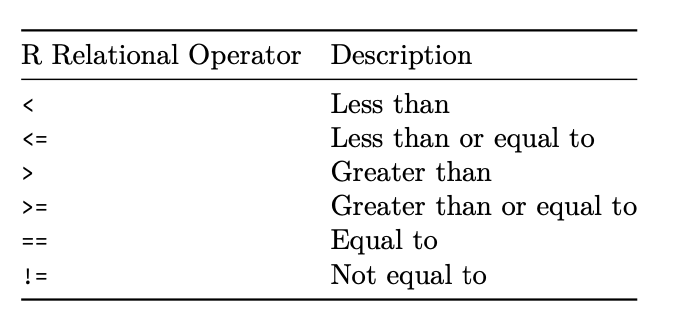 R Relational Operator Description
< Less than
<= Less than or equal to
> Greater than
>= Greater than or equal to
== Equal to
!= Not equal to